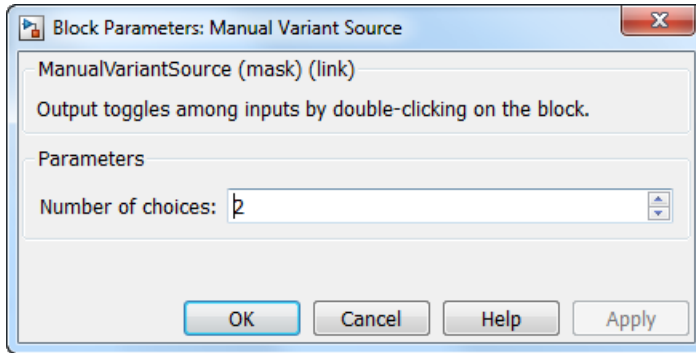 Block Parameters: Manual Variant Source
ManualVariantSource (mask) (link)
Output toggles among inputs by double-clicking on the block.
Parameters
Number of choices: 2
OK Cancel Help Apply